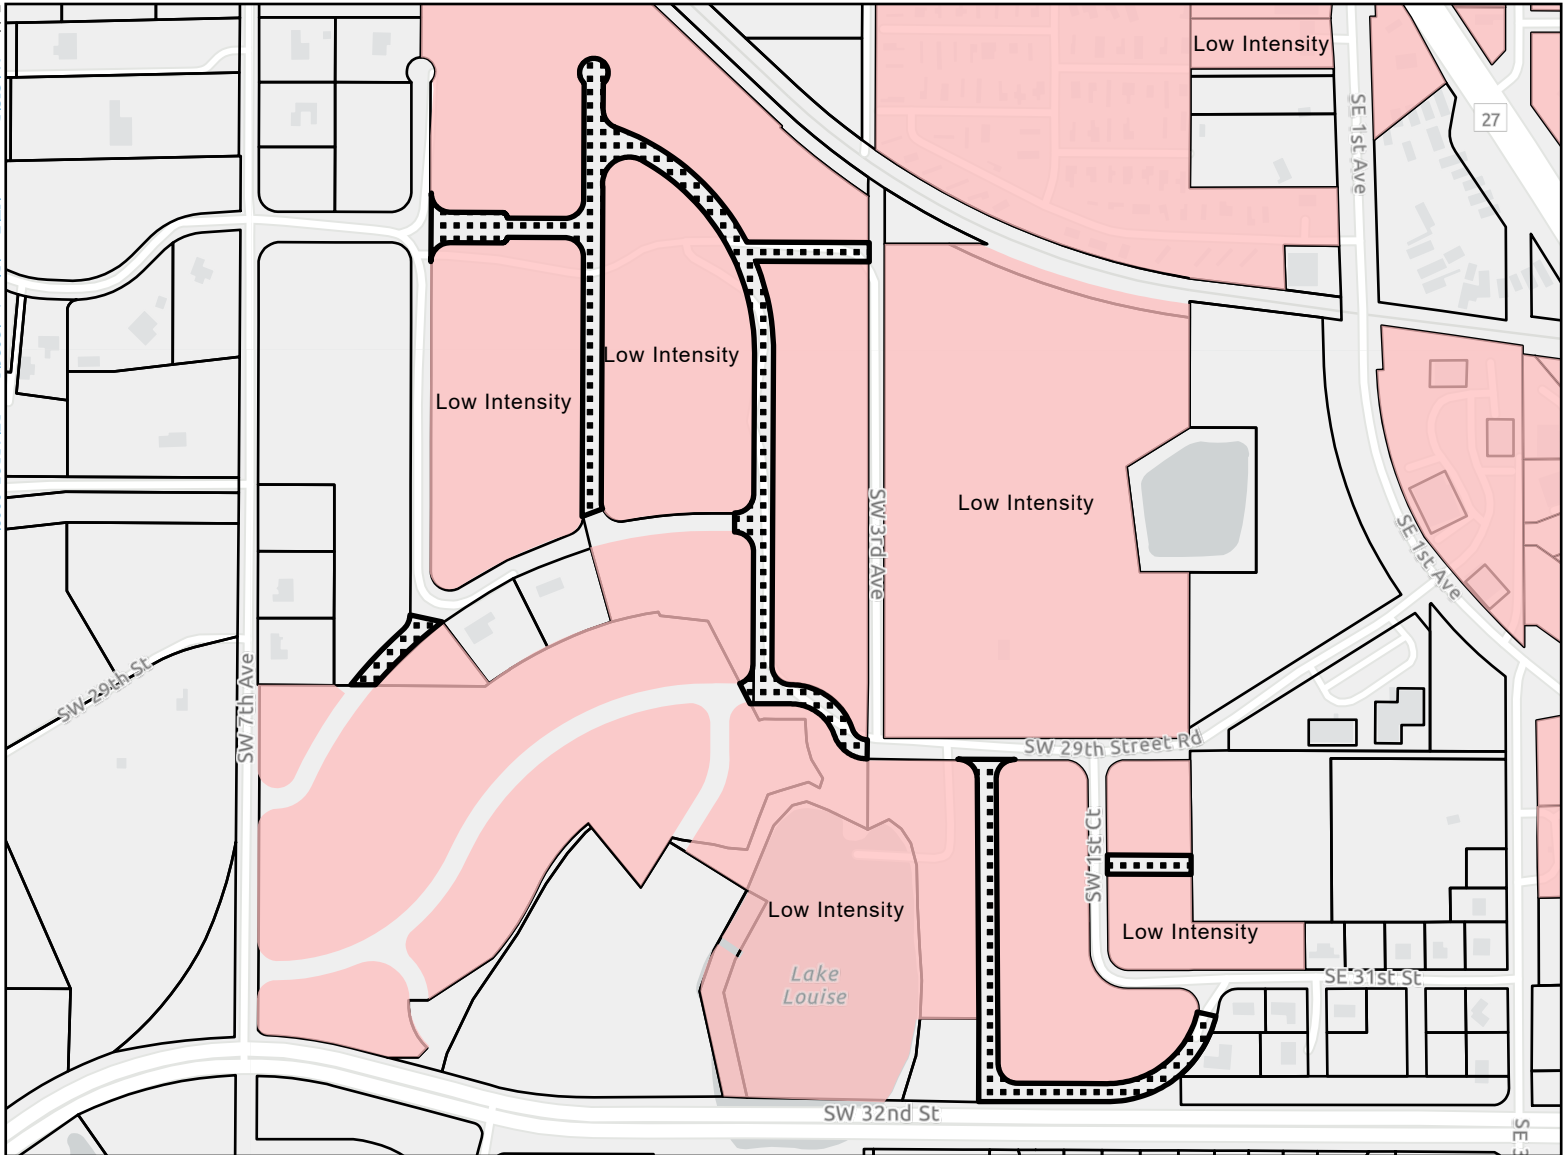 Low Intensity
SE 1st Ave
27
Low Intensity
Low Intensity
Low Intensity
SW 3rd Ave
SE 1st Ave
SW 29th St
SW 7th Ave
SW 29th Street Rd
SW 1st Ct
Low Intensity
Low Intensity
Lake
Louise
SE 31st St
SW 32nd St